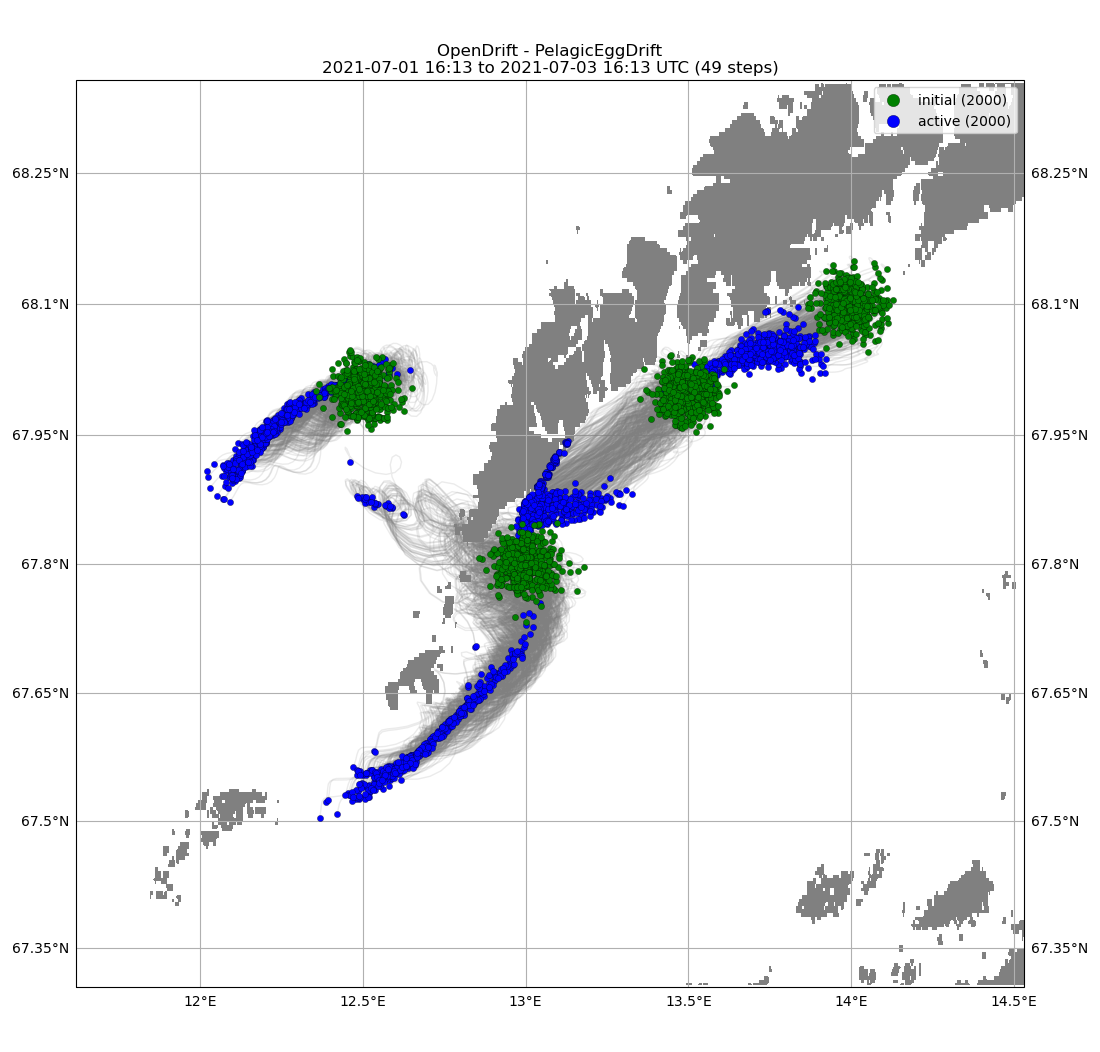 OpenDrift - PelagicEggDrift
2021-07-01 16:13 to 2021-07-03 16:13 UTC (49 steps)
initial (2000)
active (2000)
68.25°N
68.25°N
68.1°N
68.1°N
67.95°N
67.95°N
67.8°N
67.8°N
67.65°N
67.65°N
67.5°N
67.5°N
67.35°N
67.35°N
12°E
12.5°E
13°E
13.5°E
14°E
14.5°E